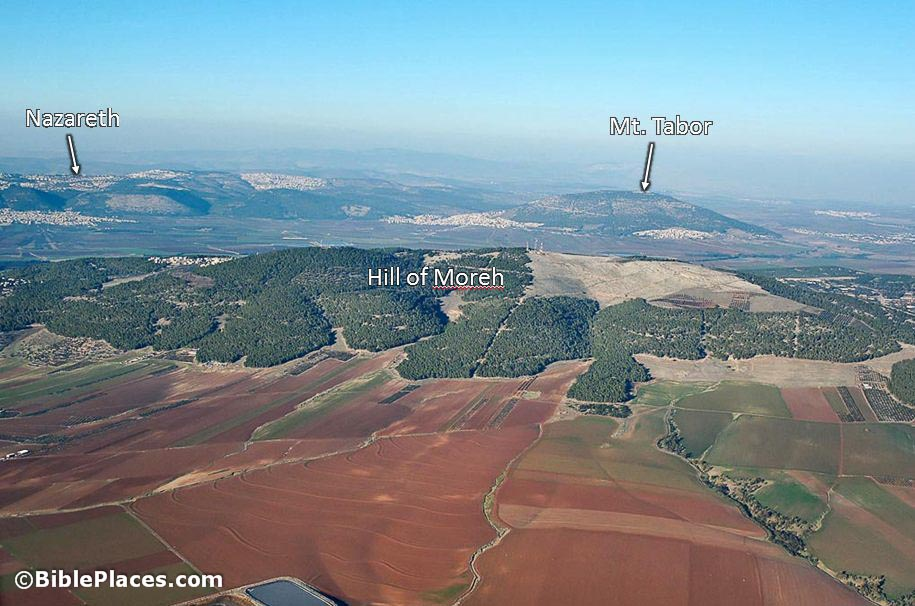 Nazareth
Mt. Tabor
Hill of Moreh
©BiblePlaces.com